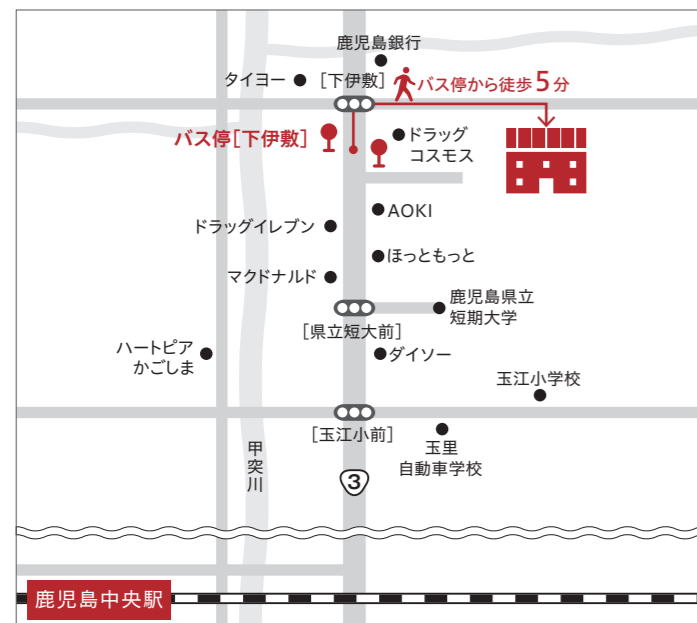 鹿児島銀行
タイヨー
［下伊敷］
バス停から徒歩5分
バス停［下伊敷］
ドラッグ
コスモス
AOKI
ドラッグイレブン
ほっともっと
マクドナルド
鹿児島県立
短期大学
［県立短大前］
ハートピア
かごしま
ダイソー
玉江小学校
［玉江小前］
玉里
自動車学校
甲突川
3
鹿児島中央駅